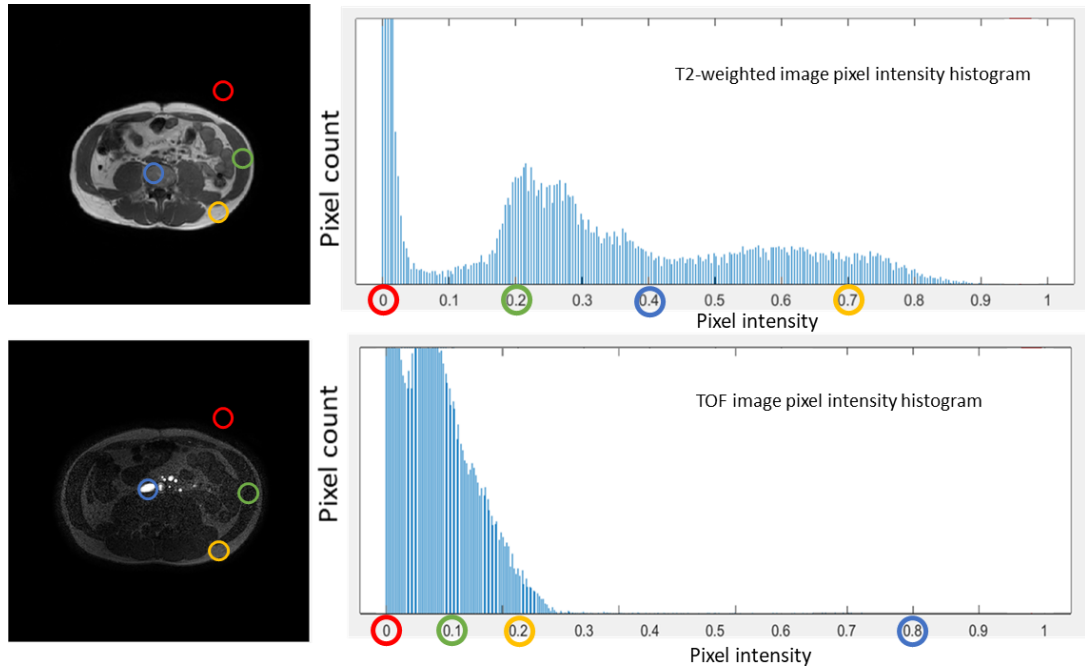 T2-weighted image pixel intensity histogram
Pixel count
0 0.1 0.2 0.3 0.4 0.5 0.6 0.7 0.8 0.9 1
Pixel intensity
TOF image pixel intensity histogram
Pixel count
0 0.1 0.2 0.3 0.4 0.5 0.6 0.7 0.8 0.9 1
Pixel intensity